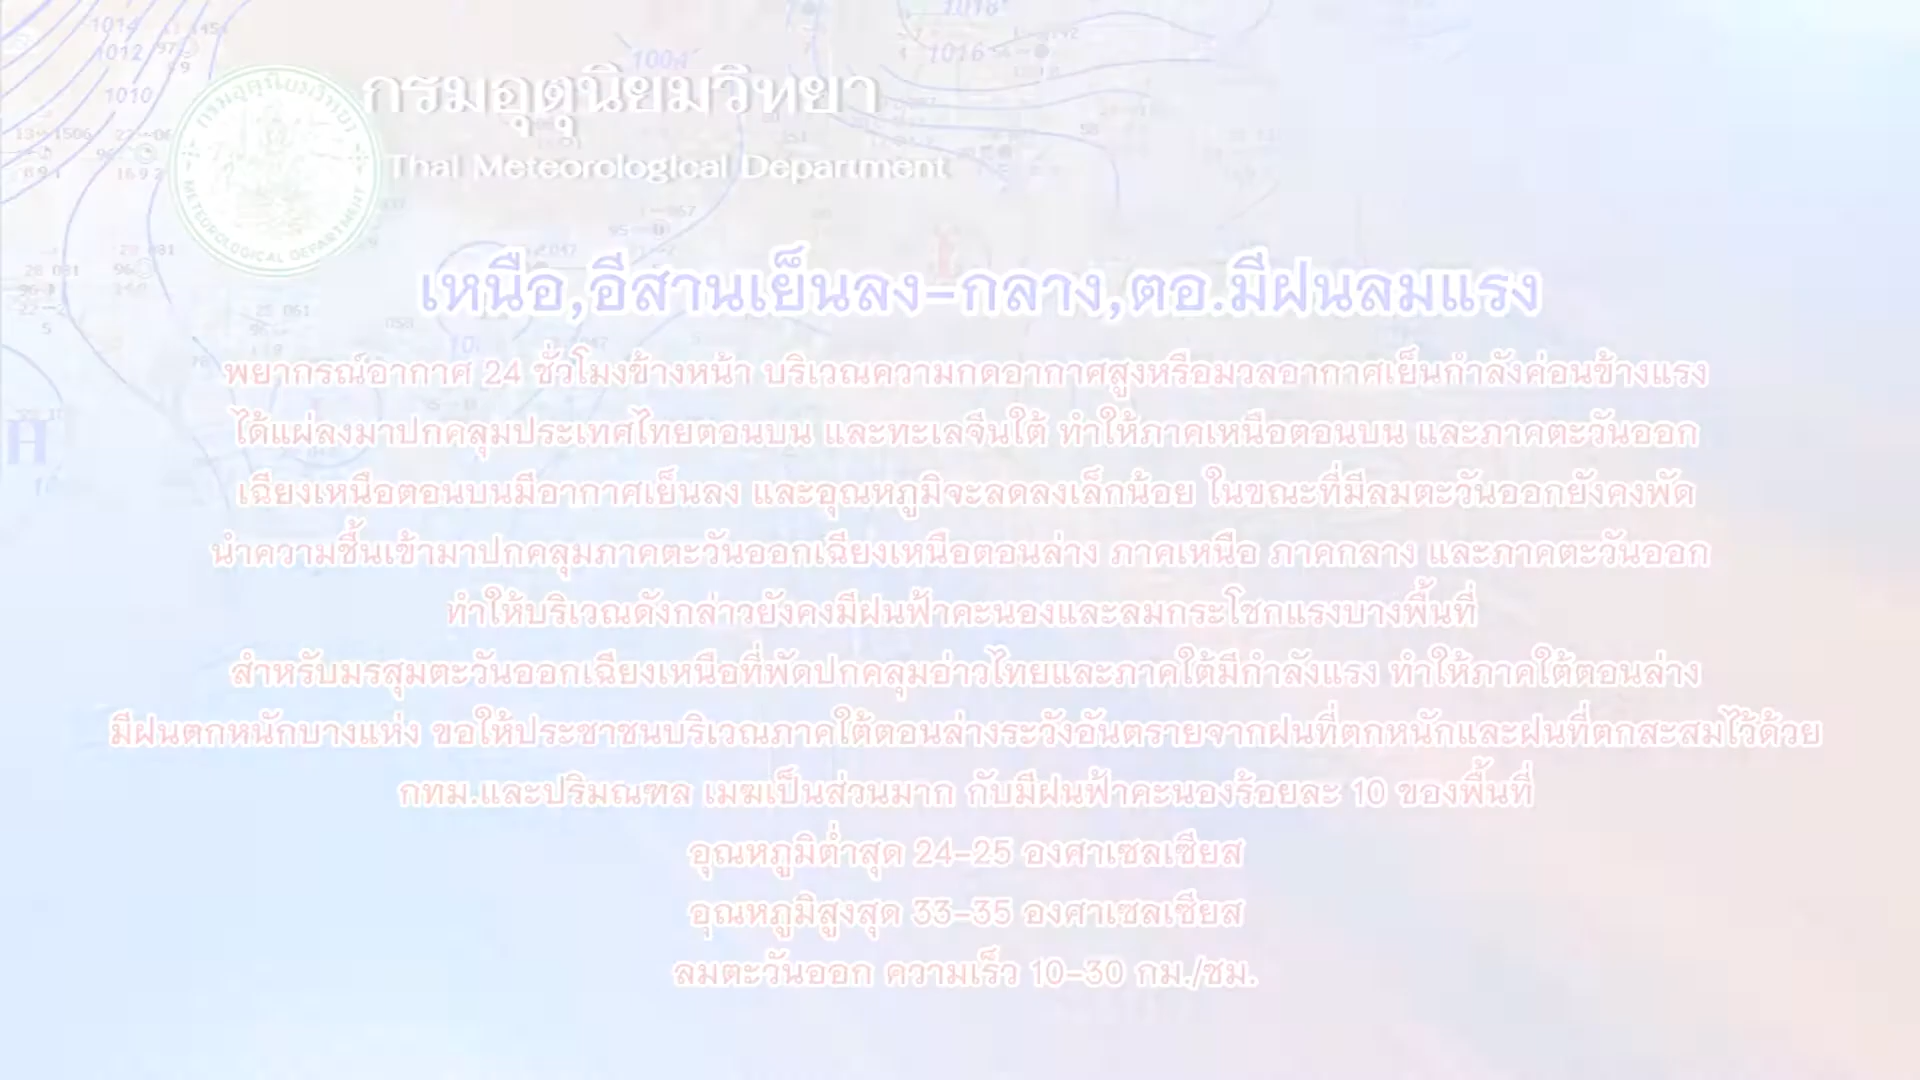 กรมอุตุนิยมวิทยา
Thai Meteorological Department
กรมอุตุนิยมวิทยา
METEOROLOGICAL DEPARTMENT
เหนือ,อีสานเย็นลง-กลาง,ตอ.มีฝนลมแรง
พยากรณ์อากาศ 24 ชั่วโมงข้างหน้า บริเวณความกดอากาศสูงหรือมวลอากาศเย็นกำลังค่อนข้างแรง
ได้แผ่ลงมาปกคลุมประเทศไทยตอนบน และทะเลจีนใต้ ทำให้ภาคเหนือตอนบน และภาคตะวันออก
เฉียงเหนือตอนบนมีอากาศเย็นลง และอุณหภูมิจะลดลงเล็กน้อย ในขณะที่มีลมตะวันออกยังคงพัด
นำความชื้นเข้ามาปกคลุมภาคตะวันออกเฉียงเหนือตอนล่าง ภาคเหนือ ภาคกลาง และภาคตะวันออก
ทำให้บริเวณดังกล่าวยังคงมีฝนฟ้าคะนองและลมกระโชกแรงบางพื้นที่
สำหรับมรสุมตะวันออกเฉียงเหนือที่พัดปกคลุมอ่าวไทยและภาคใต้มีกำลังแรง ทำให้ภาคใต้ตอนล่าง
มีฝนตกหนักบางแห่ง ขอให้ประชาชนบริเวณภาคใต้ตอนล่างระวังอันตรายจากฝนที่ตกหนักและฝนที่ตกสะสมไว้ด้วย
กทม.และปริมณฑล เมฆเป็นส่วนมาก กับมีฝนฟ้าคะนองร้อยละ 10 ของพื้นที่
อุณหภูมิต่ำสุด 24-25 องศาเซลเซียส
อุณหภูมิสูงสุด 33-35 องศาเซลเซียส
ลมตะวันออก ความเร็ว 10-30 กม./ชม.
1014
1012
1010
1004
1018
1016
H